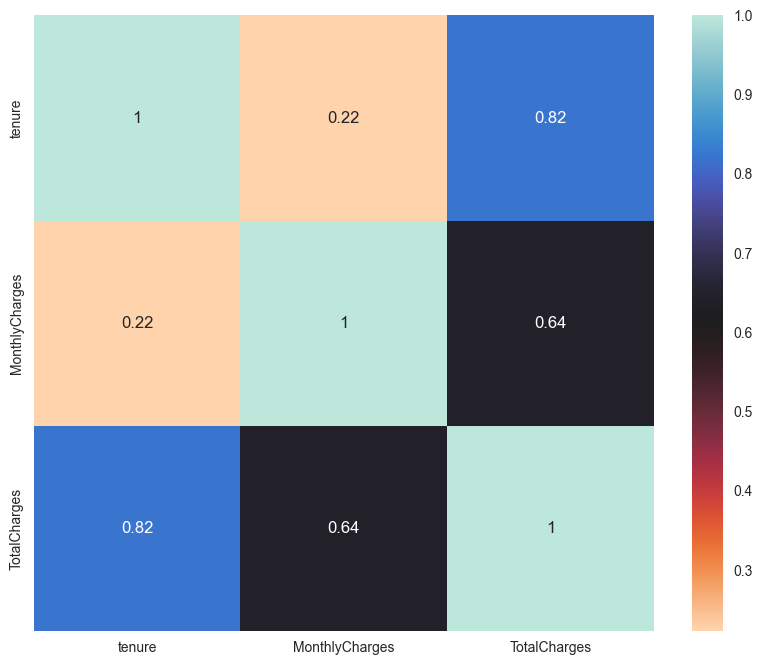 tenure
1
0.22
0.82
MonthlyCharges
0.22
1
0.64
TotalCharges
0.82
0.64
1
tenure
MonthlyCharges
TotalCharges
1.0
0.9
0.8
0.7
0.6
0.5
0.4
0.3